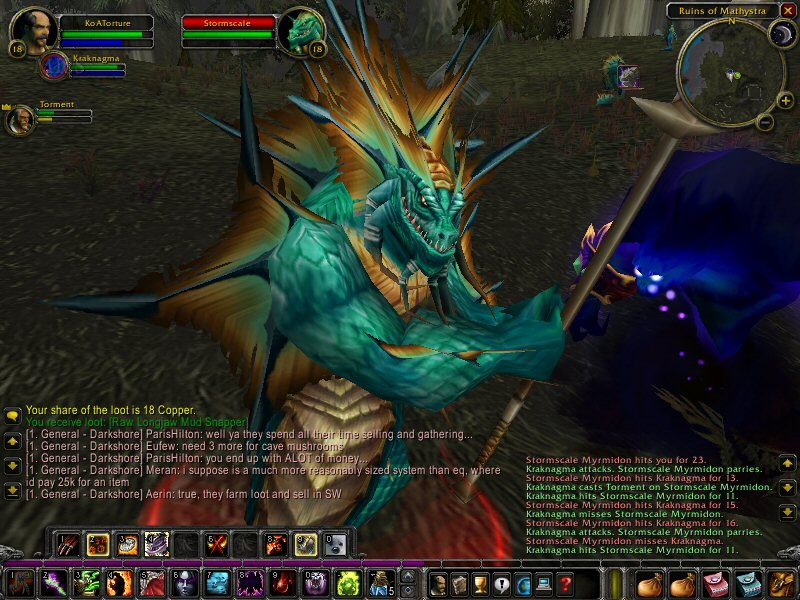 KoATorture
Stormscale
Ruins of Mathystra
N
18
18
Kraknagma
Torment
Your share of the loot is 18 Copper.
You receive loot: [Raw Longjaw Mud Snapper]
[1. General - Darkshore] ParisHilton: well ya they spend all their time selling and gathering...
[1. General - Darkshore] Eufew: need 3 more for cave mushrooms
[1. General - Darkshore] ParisHilton: you end up with ALOT of money...
[1. General - Darkshore] Meran: i suppose is a much more reasonably sized system than eq, where
id pay 25k for an item
[1. General - Darkshore] Aerin: true, they farm loot and sell in SW
Stormscale Myrmidon hits you for 23.
Kraknagma attacks. Stormscale Myrmidon parries.
Stormscale Myrmidon hits Kraknagma for 13.
Kraknagma casts Torment on Stormscale Myrmidon.
Kraknagma hits Stormscale Myrmidon for 11.
Stormscale Myrmidon hits Kraknagma for 15.
Kraknagma misses Stormscale Myrmidon.
Stormscale Myrmidon hits Kraknagma for 16.
Kraknagma attacks. Stormscale Myrmidon parries.
Stormscale Myrmidon misses Kraknagma.
Kraknagma hits Stormscale Myrmidon for 11.